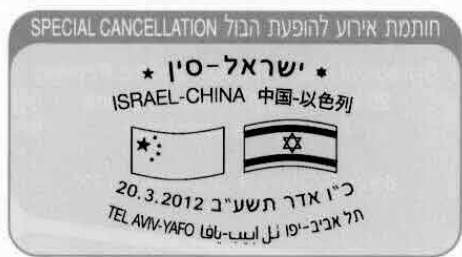 SPECIAL CANCELLATION חותמת אירוע להופעת הבול
★ ישראל-סין ★
ISRAEL-CHINA 中国-以色列
כ"ו אדר תשע"ב 20.3.2012
תל אביב-יפו تل ابيب-يافا TEL AVIV-YAFO